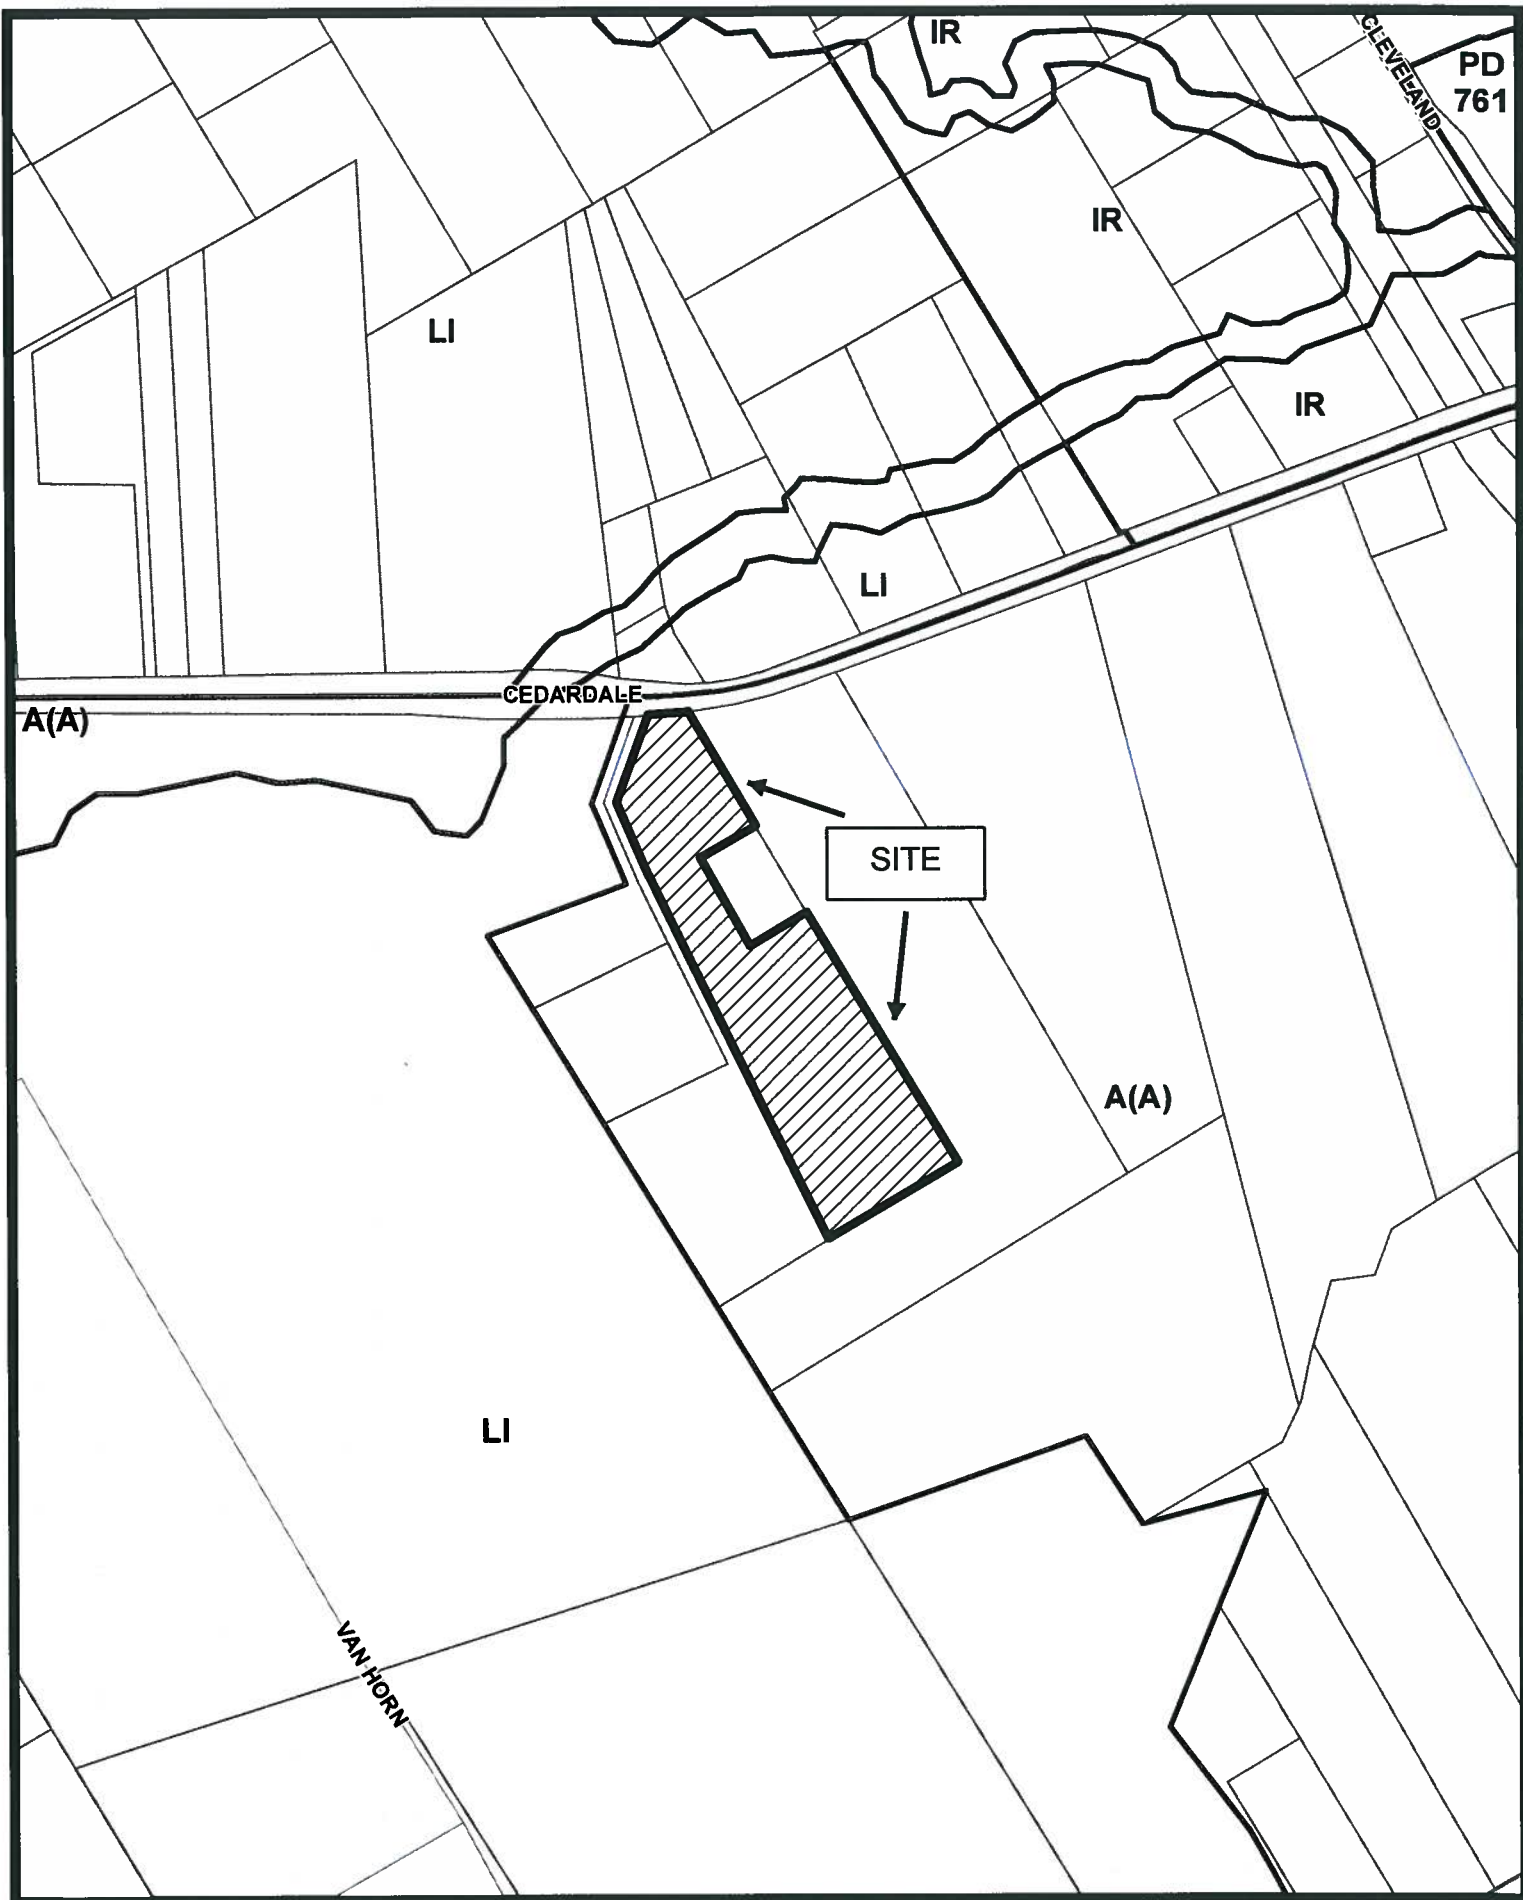 IR
CLEVELAND
PD
761
IR
LI
IR
LI
CEDARDALE
A(A)
SITE
A(A)
LI
VAN HORN